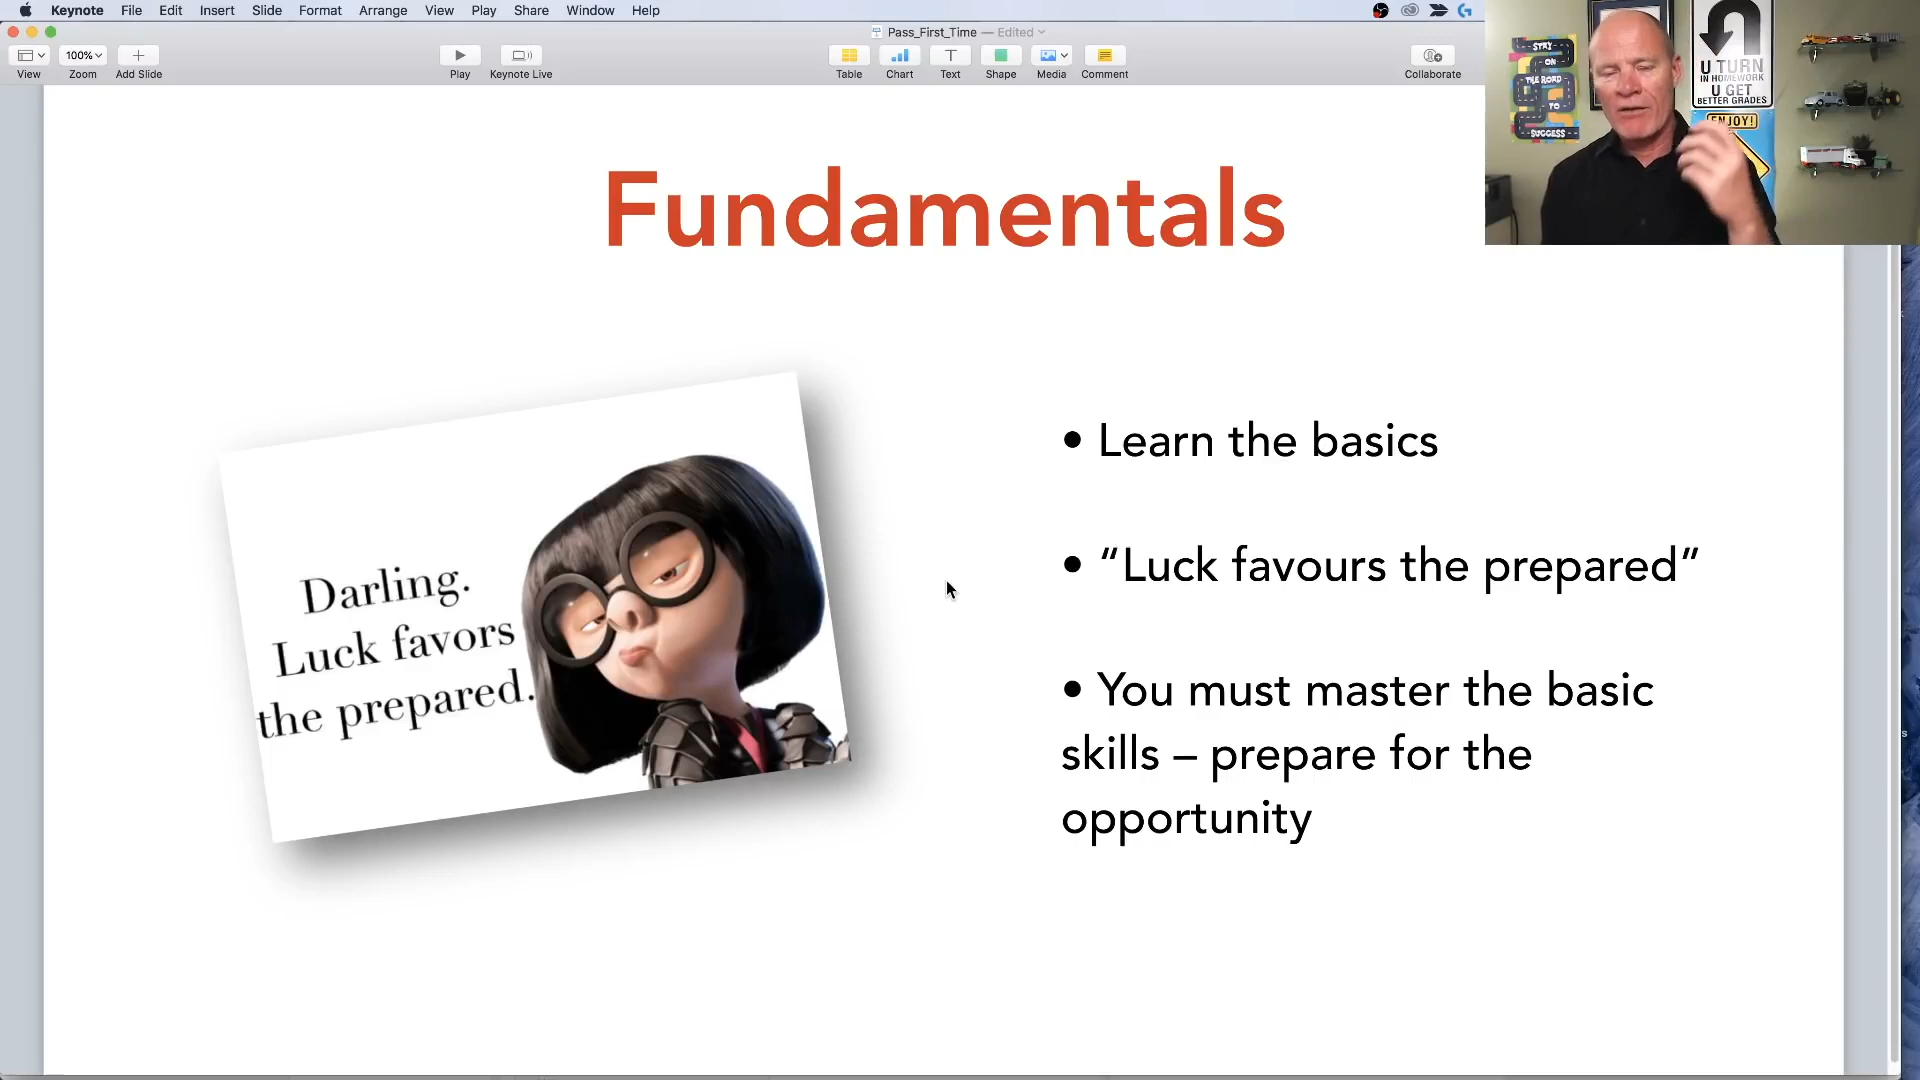 Keynote File Edit Insert Slide Format Arrange View Play Share Window Help
Pass_First_Time — Edited
100%
View Zoom Add Slide Play Keynote Live Table Chart Text Shape Media Comment Collaborate
STAY
ON
THE ROAD
TO
SUCCESS
U TURN
IN HOMEWORK
U GET
BETTER GRADES
ENJOY!
Fundamentals
Darling.
Luck favors
the prepared.
• Learn the basics
• “Luck favours the prepared”
• You must master the basic
skills – prepare for the
opportunity